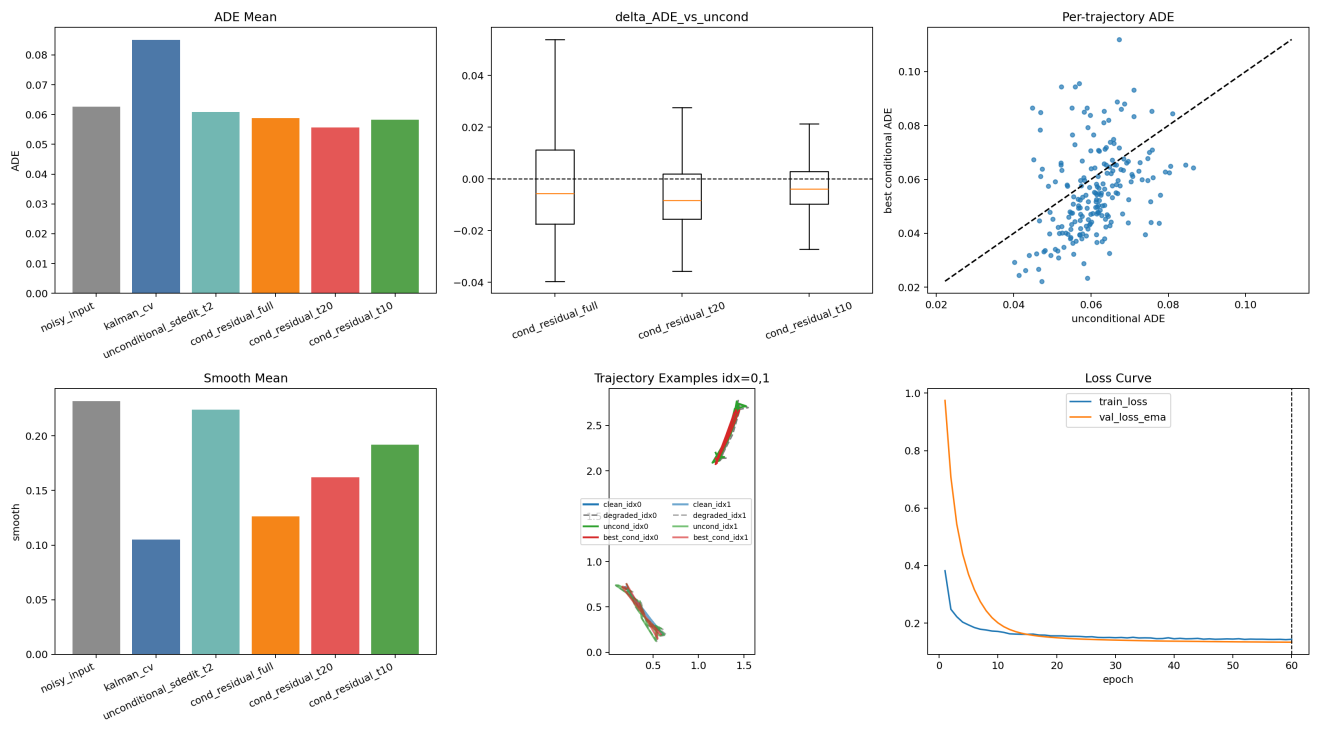 ADE Mean
ADE
0.08
0.07
0.06
0.05
0.04
0.03
0.02
0.01
0.00
noisy_input
kalman_cv
unconditional_sdedit_t2
cond_residual_full
cond_residual_t20
cond_residual_t10
delta_ADE_vs_uncond
0.04
0.02
0.00
−0.02
−0.04
cond_residual_full
cond_residual_t20
cond_residual_t10
Per-trajectory ADE
best conditional ADE
0.10
0.08
0.06
0.04
0.02
0.02
0.04
0.06
0.08
0.10
unconditional ADE
Smooth Mean
smooth
0.20
0.15
0.10
0.05
0.00
noisy_input
kalman_cv
unconditional_sdedit_t2
cond_residual_full
cond_residual_t20
cond_residual_t10
Trajectory Examples idx=0,1
2.5
2.0
1.0
0.5
0.0
clean_idx0
degraded_idx0
uncond_idx0
best_cond_idx0
clean_idx1
degraded_idx1
uncond_idx1
best_cond_idx1
0.5
1.0
1.5
Loss Curve
train_loss
val_loss_ema
1.0
0.8
0.6
0.4
0.2
0
10
20
30
40
50
60
epoch